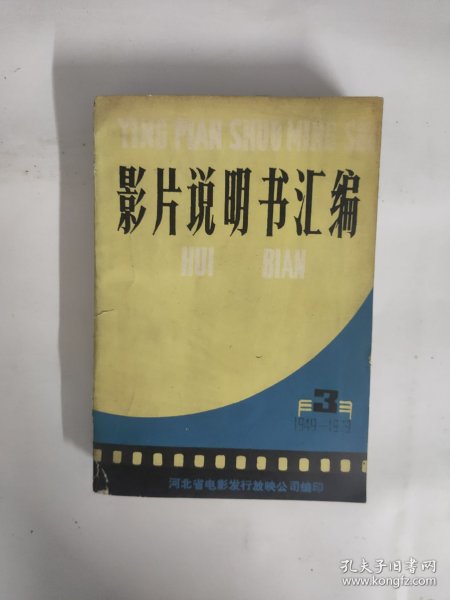 YING PIAN SHUO MING SHU
影片说明书汇编
HUI BIAN
3
1949-1979
河北省电影发行放映公司编印
孔夫子旧书网
www.kongfz.com